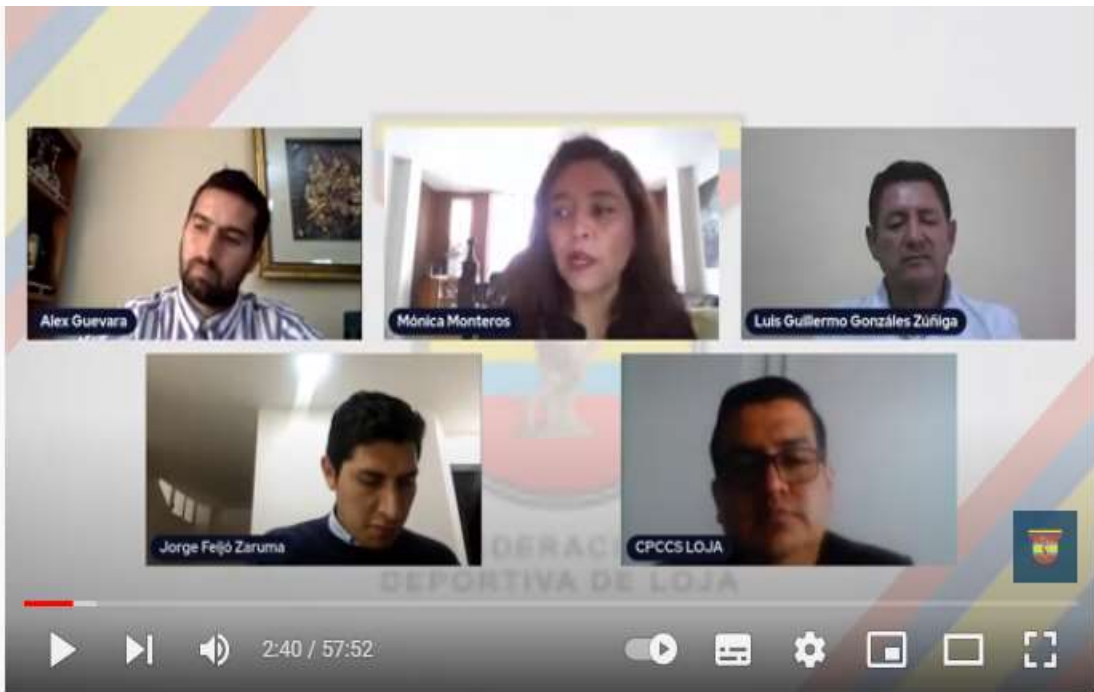 Alex Guevara
Mónica Monteros
Luis Guillermo Gonzáles Zúñiga
Jorge Feijó Zaruma
CPCCS LOJA
DEPORTIVA DE LOJA
2:40 / 57:52